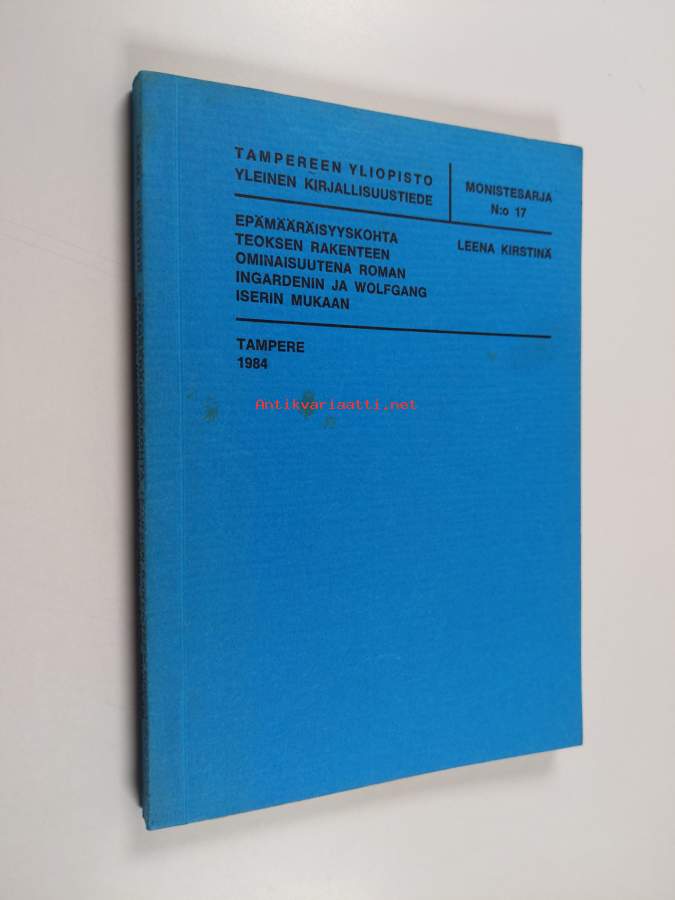 TAMPEREEN YLIOPISTO
YLEINEN KIRJALLISUUSTIEDE
MONISTESARJA
N:o 17
EPÄMÄÄRÄISYYSKOHTA
TEOKSEN RAKENTEEN
OMINAISUUTENA ROMAN
INGARDENIN JA WOLFGANG
ISERIN MUKAAN
LEENA KIRSTINÄ
TAMPERE
1984
Antikvariaatti.net